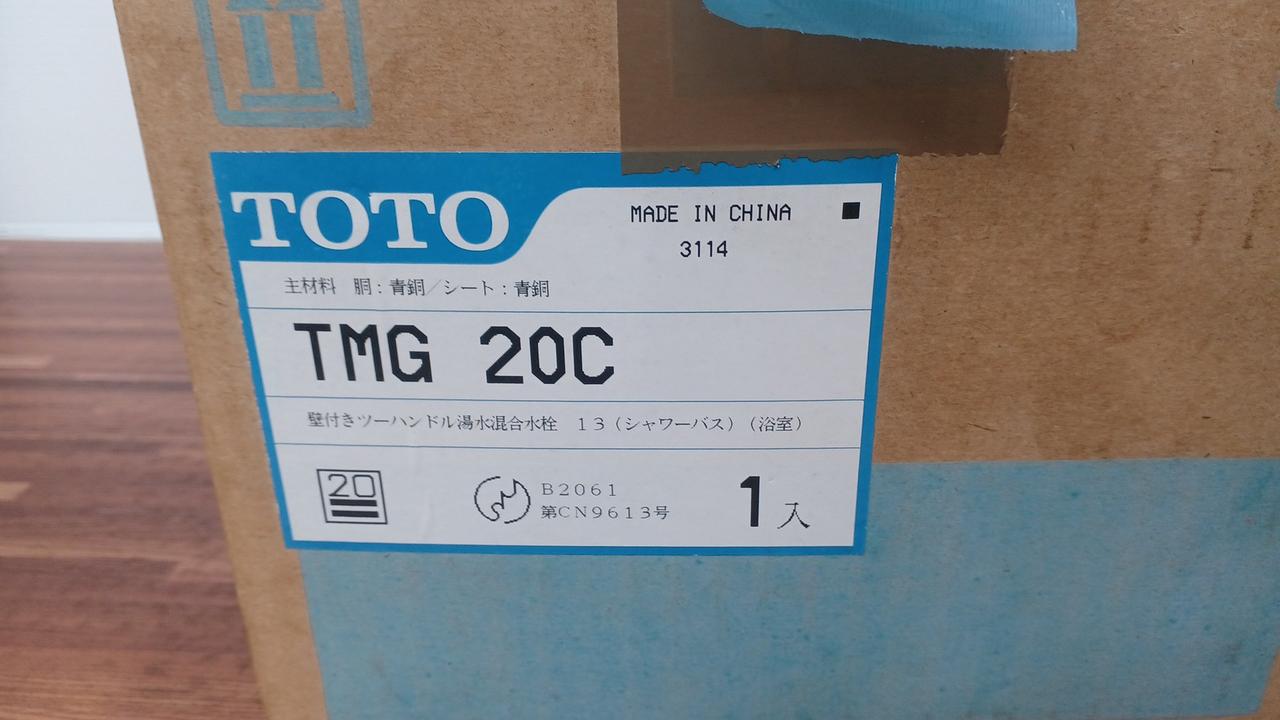 TOTO
MADE IN CHINA
3114
主材料 胴：青銅／シート：青銅
TMG 20C
壁付きツーハンドル湯水混合水栓 １３（シャワーバス）（浴室）
20
B2061
第CN9613号
1入